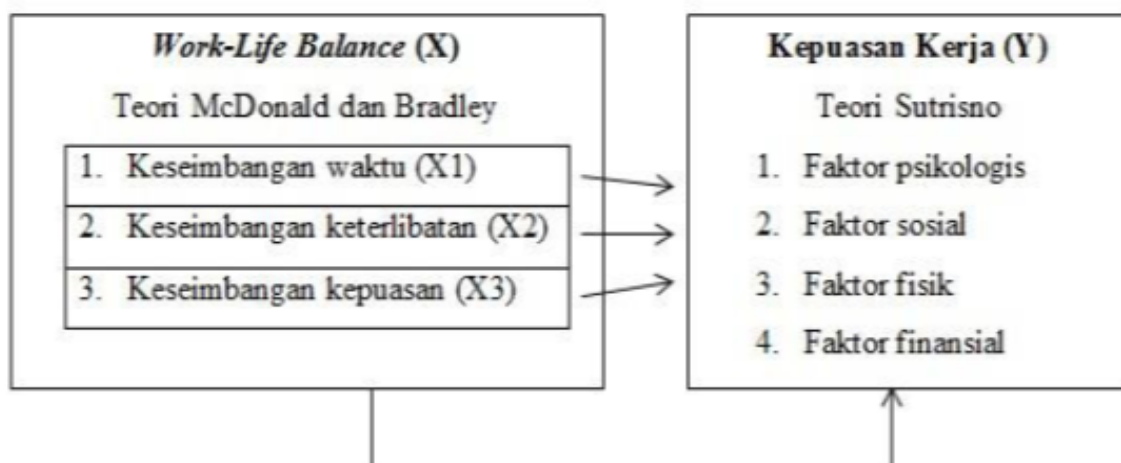 Work-Life Balance (X)
Teori McDonald dan Bradley
1. Keseimbangan waktu (X1)
2. Keseimbangan keterlibatan (X2)
3. Keseimbangan kepuasan (X3)
Kepuasan Kerja (Y)
Teori Sutrisno
1. Faktor psikologis
2. Faktor sosial
3. Faktor fisik
4. Faktor finansial